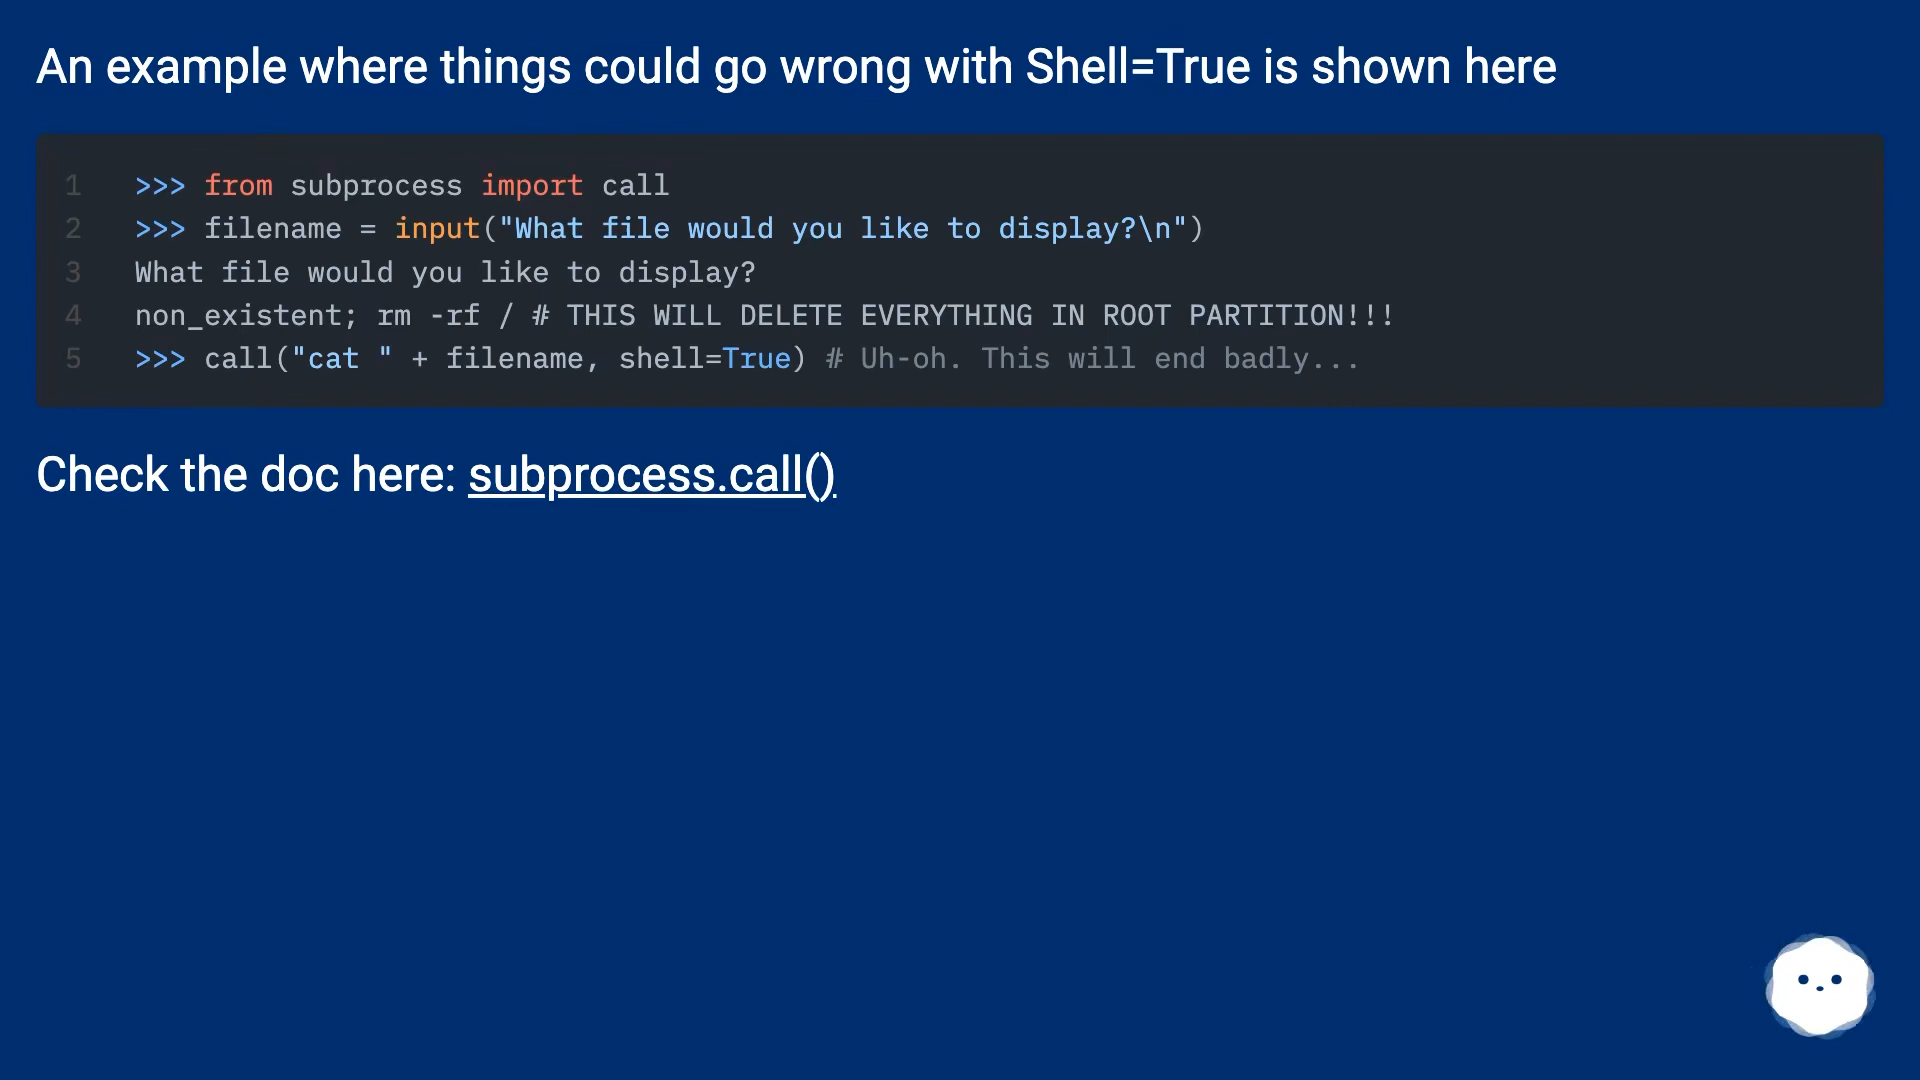 An example where things could go wrong with Shell=True is shown here
1 >>> from subprocess import call
2 >>> filename = input("What file would you like to display?\n")
3 What file would you like to display?
4 non_existent; rm -rf / # THIS WILL DELETE EVERYTHING IN ROOT PARTITION!!!
5 >>> call("cat " + filename, shell=True) # Uh-oh. This will end badly...
Check the doc here: subprocess.call()